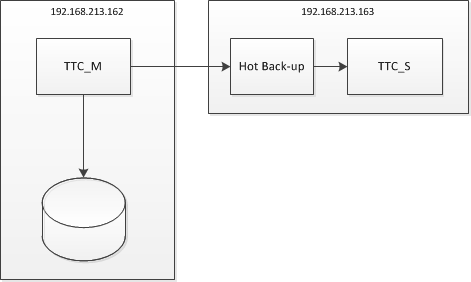 192.168.213.162
192.168.213.163
TTC_M
Hot Back-up
TTC_S